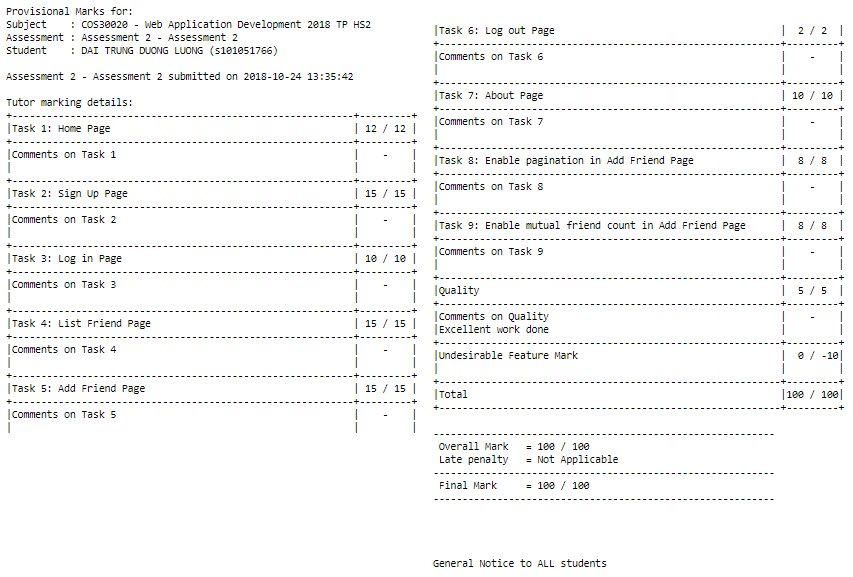 Provisional Marks for:
Subject    : COS30020 - Web Application Development 2018 TP HS2
Assessment : Assessment 2 - Assessment 2
Student    : DAI TRUNG DUONG LUONG (s101051766)
Assessment 2 - Assessment 2 submitted on 2018-10-24 13:35:42
Tutor marking details:
Task 1: Home Page | 12 / 12
Comments on Task 1 | -
Task 2: Sign Up Page | 15 / 15
Comments on Task 2 | -
Task 3: Log in Page | 10 / 10
Comments on Task 3 | -
Task 4: List Friend Page | 15 / 15
Comments on Task 4 | -
Task 5: Add Friend Page | 15 / 15
Comments on Task 5 | -
Task 6: Log out Page | 2 / 2
Comments on Task 6 | -
Task 7: About Page | 10 / 10
Comments on Task 7 | -
Task 8: Enable pagination in Add Friend Page | 8 / 8
Comments on Task 8 | -
Task 9: Enable mutual friend count in Add Friend Page | 8 / 8
Comments on Task 9 | -
Quality | 5 / 5
Comments on Quality | -
Excellent work done
Undesirable Feature Mark | 0 / -10
Total | 100 / 100
Overall Mark   = 100 / 100
Late penalty   = Not Applicable
Final Mark     = 100 / 100
General Notice to ALL students